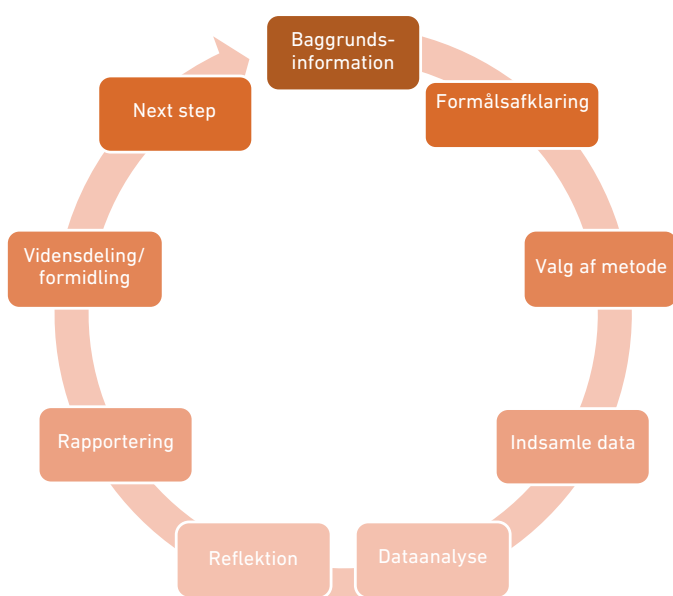 Baggrunds-
information
Formålsafklaring
Valg af metode
Indsamle data
Dataanalyse
Reflektion
Rapportering
Vidensdeling/
formidling
Next step